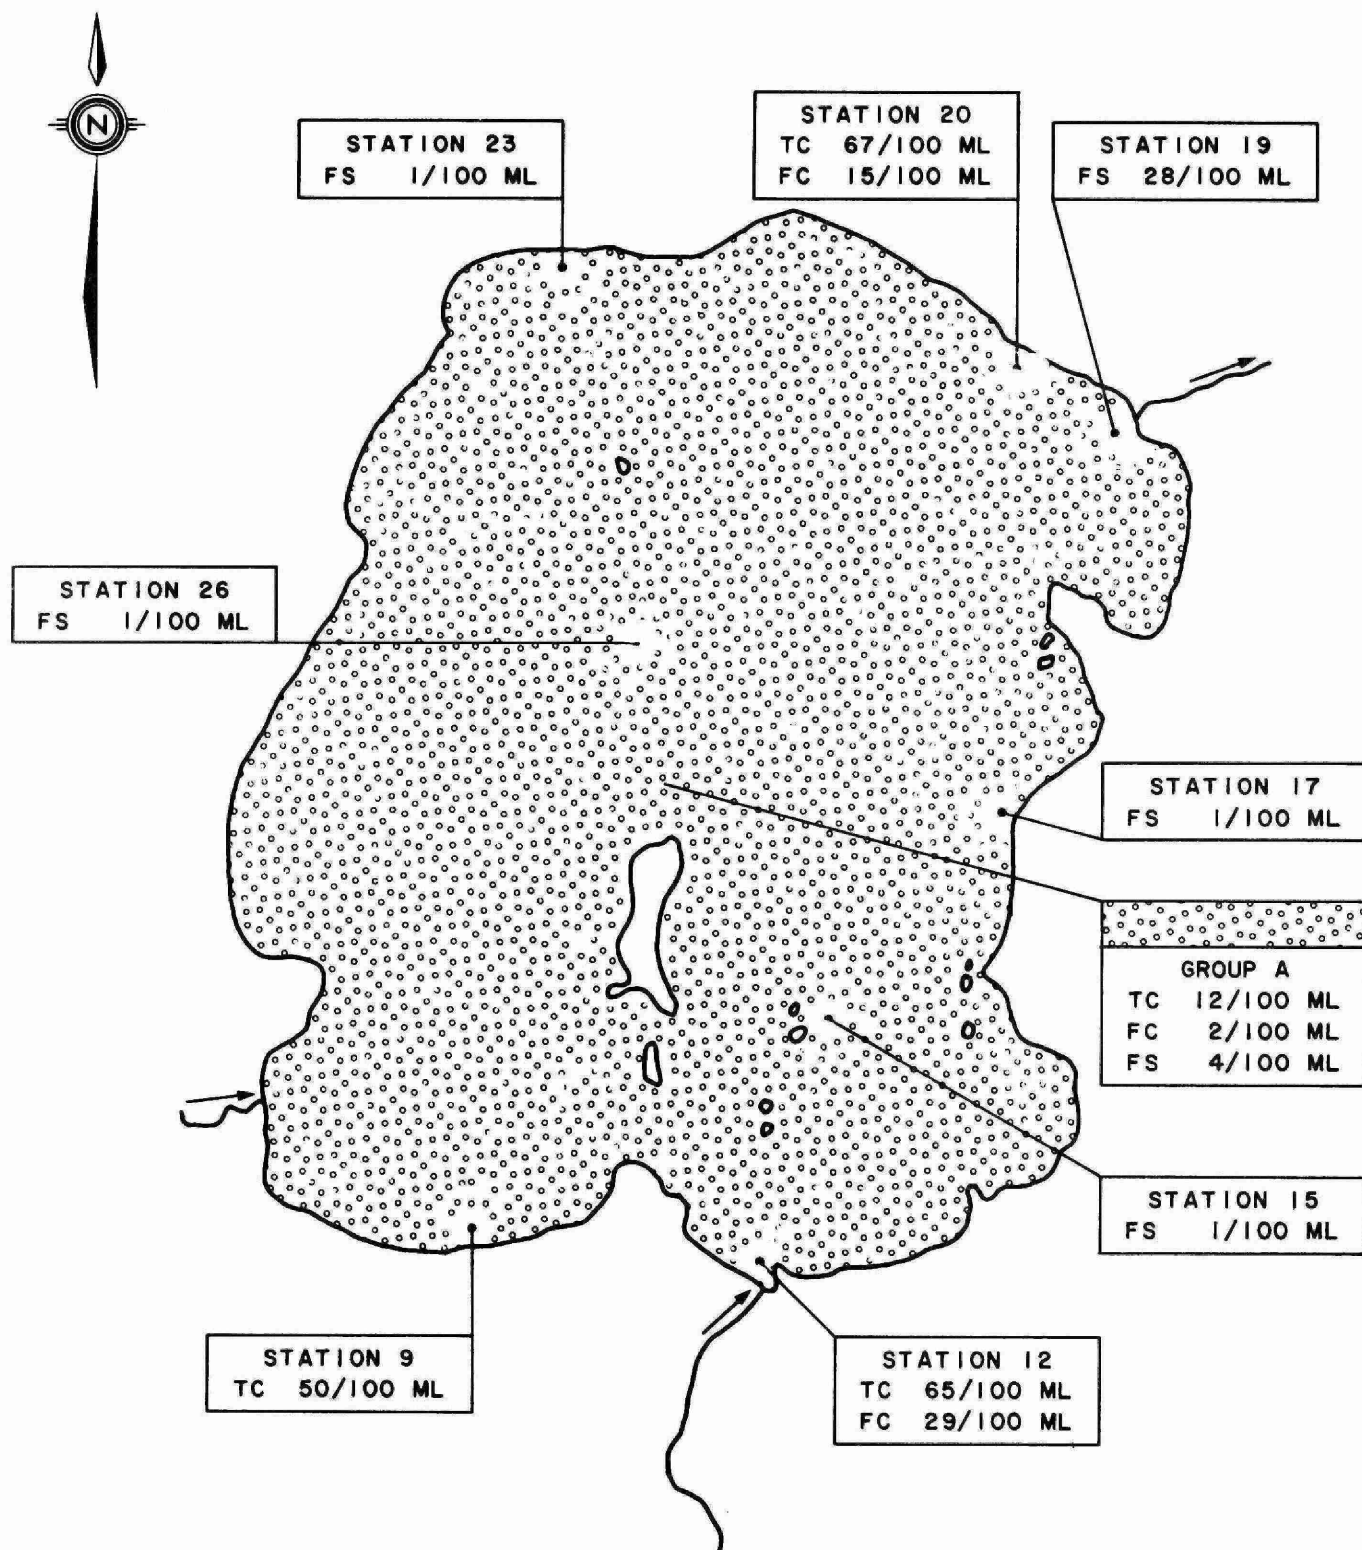 N
STATION 23
FS 1/100 ML
STATION 20
TC 67/100 ML
FC 15/100 ML
STATION 19
FS 28/100 ML
STATION 26
FS 1/100 ML
STATION 17
FS 1/100 ML
GROUP A
TC 12/100 ML
FC 2/100 ML
FS 4/100 ML
STATION 15
FS 1/100 ML
STATION 9
TC 50/100 ML
STATION 12
TC 65/100 ML
FC 29/100 ML